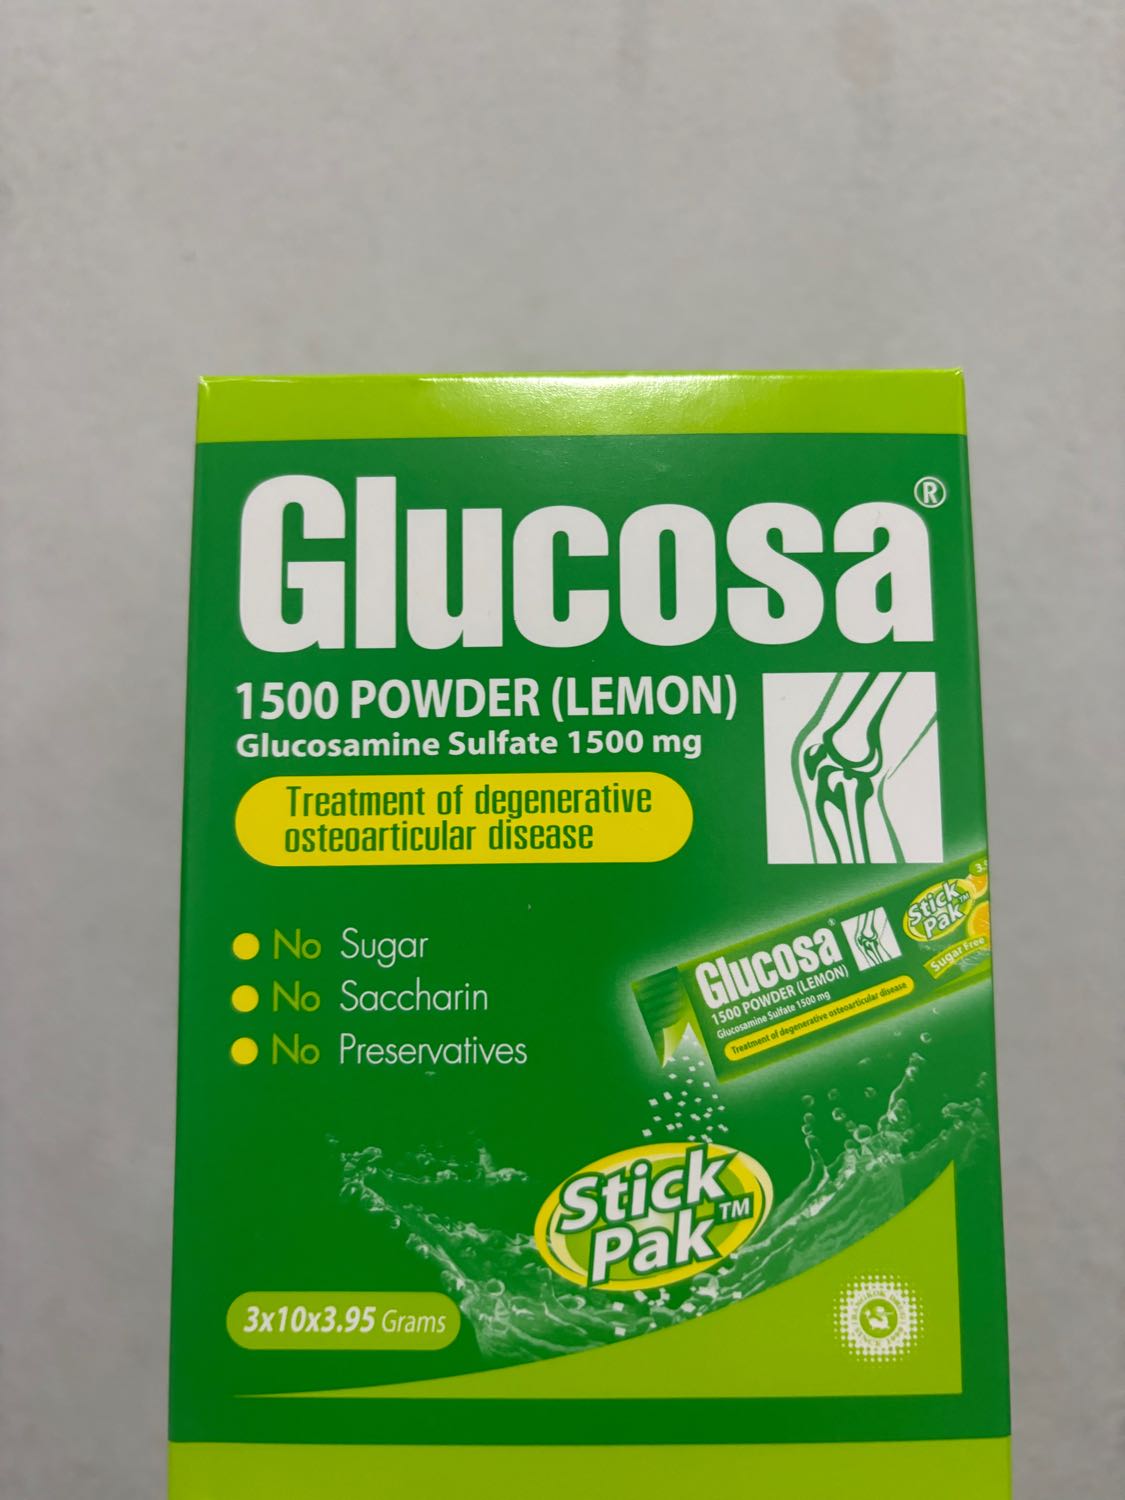 Glucosa®
1500 POWDER (LEMON)
Glucosamine Sulfate 1500 mg
Treatment of degenerative
osteoarticular disease
No Sugar
No Saccharin
No Preservatives
Glucosa®
1500 POWDER (LEMON)
Glucosamine Sulfate 1500 mg
Treatment of degenerative osteoarticular disease
Stick
Pak™
Sugar Free
Stick
Pak™
3x10x3.95 Grams